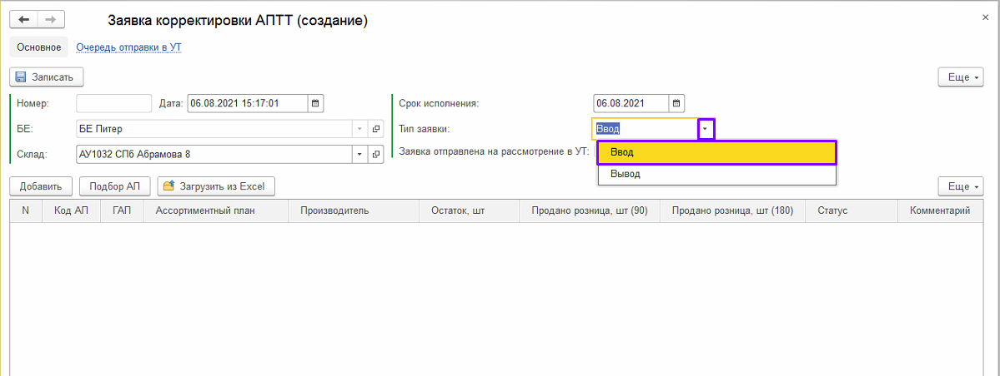 Заявка корректировки АПТТ (создание)
Основное Очередь отправки в УТ
Записать Еще
Номер: Дата: 06.08.2021 15:17:01 Срок исполнения: 06.08.2021
БЕ: БЕ Питер Тип заявки: Ввод
Склад: АУ1032 СПб Абрамова 8 Заявка отправлена на рассмотрение в УТ: Ввод
Вывод
Добавить Подбор АП Загрузить из Excel Еще
N Код АП ГАП Ассортиментный план Производитель Остаток, шт Продано розница, шт (90) Продано розница, шт (180) Статус Комментарий